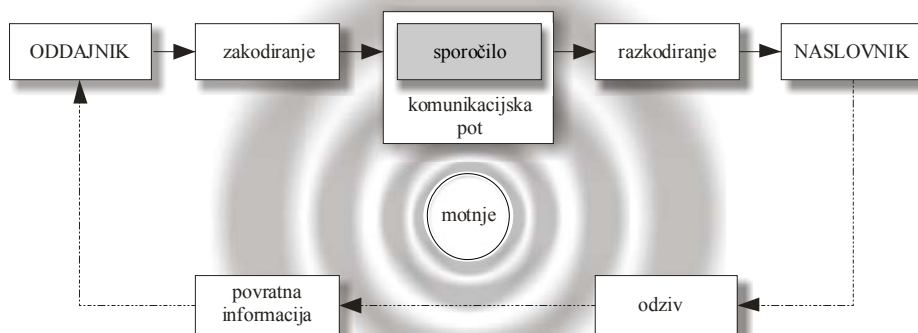 ODDAJNIK
zakodiranje
sporočilo
komunikacijska
pot
razkodiranje
NASLOVNIK
motnje
povratna
informacija
odziv